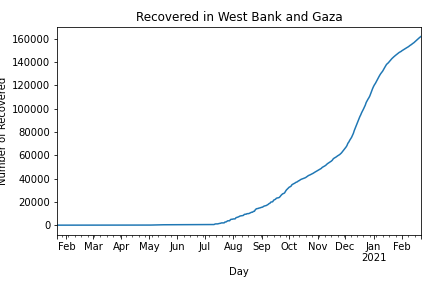 Recovered in West Bank and Gaza
Number of Recovered
160000
140000
120000
100000
80000
60000
40000
20000
0
Feb Mar Apr May Jun Jul Aug Sep Oct Nov Dec Jan Feb
2021
Day